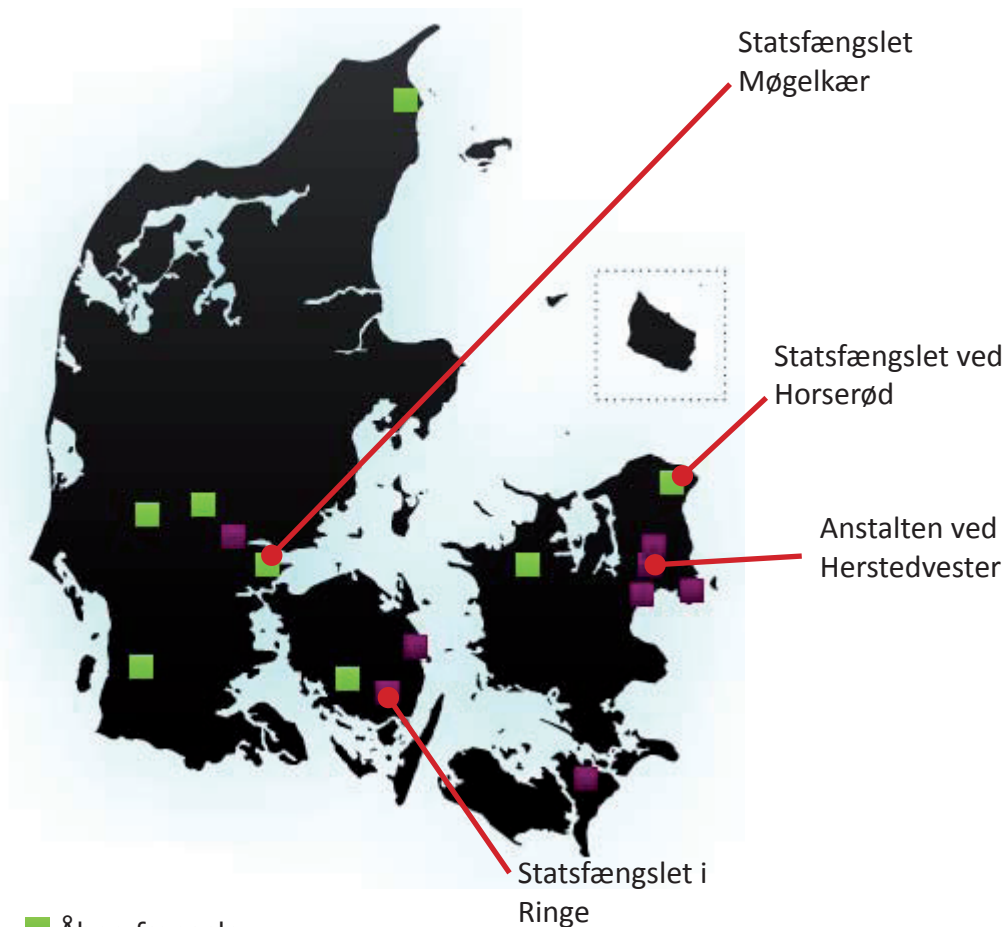 Statsfængslet
Møgelkær
Statsfængslet ved
Horserød
Anstalten ved
Herstedvester
Statsfængslet i
Ringe